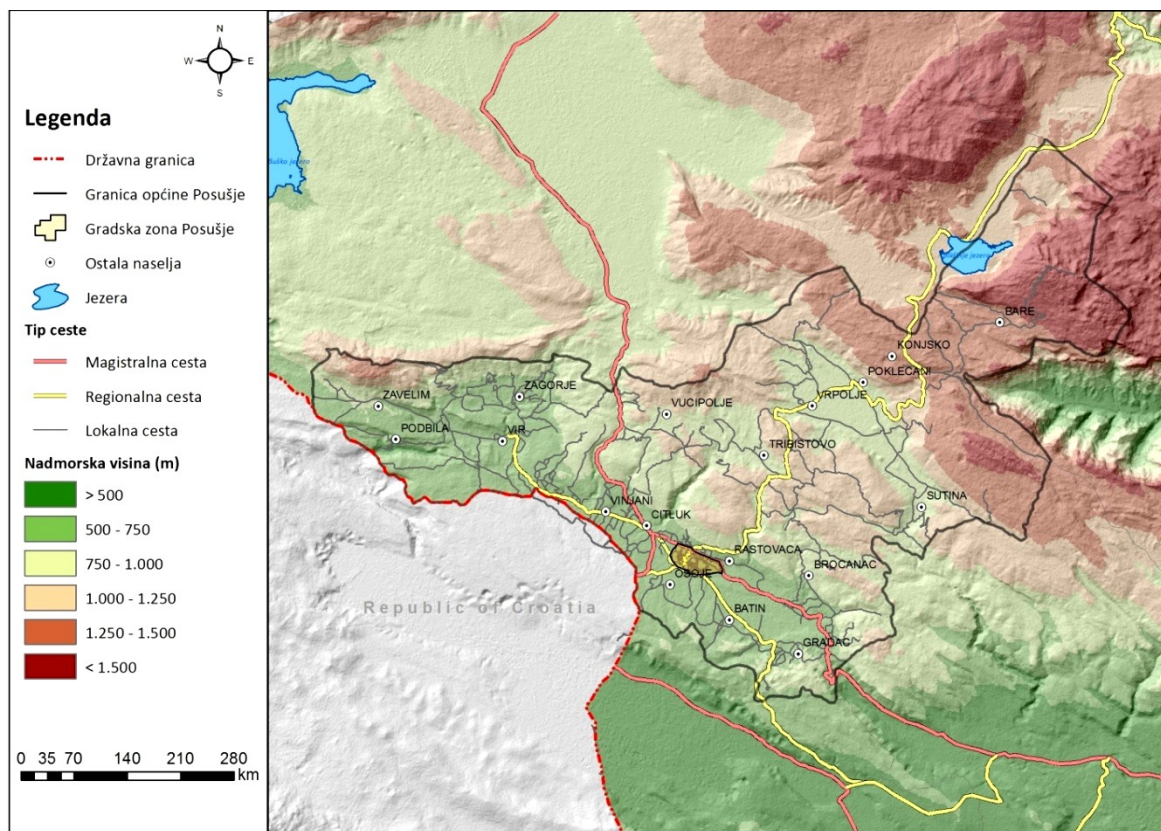 N
W
E
S
Legenda
Državna granica
Granica općine Posušje
Gradska zona Posušje
Ostala naselja
Jezera
Tip ceste
Magistralna cesta
Regionalna cesta
Lokalna cesta
Nadmorska visina (m)
> 500
500 - 750
750 - 1.000
1.000 - 1.250
1.250 - 1.500
< 1.500
0 35 70 140 210 280
km
jezero
jezero
BARE
KONJSKO
POKLEČANI
ZAGORJE
ZAVELIM
VRPOLJE
VUCIPOLJE
PODBILA
VIR
TRIBISTOVO
SUTINA
VINJANI
CITLUK
RASTOVACA
OSOJE
BROCANAC
Republic of Croatia
BATIN
GRADAC